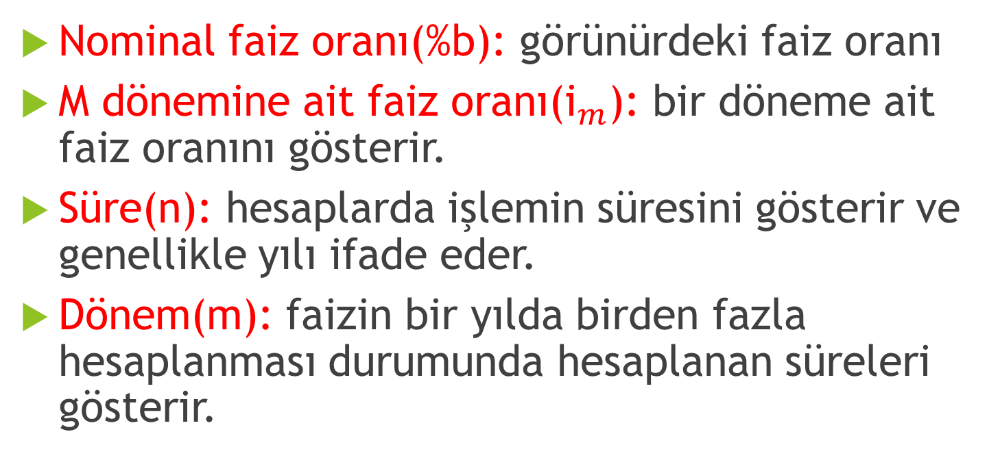 Nominal faiz oranı(%b): görünürdeki faiz oranı
M dönemine ait faiz oranı(i𝑚): bir döneme ait
faiz oranını gösterir.
Süre(n): hesaplarda işlemin süresini gösterir ve
genellikle yılı ifade eder.
Dönem(m): faizin bir yılda birden fazla
hesaplanması durumunda hesaplanan süreleri
gösterir.